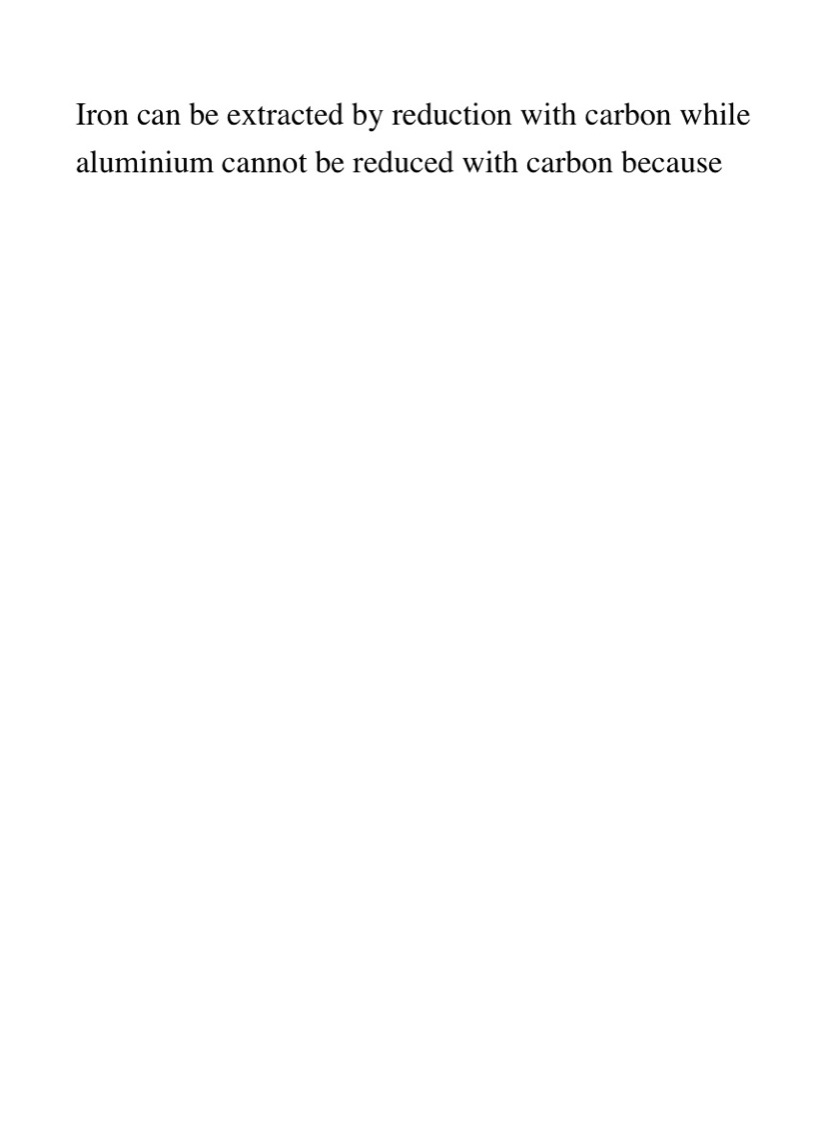 Iron can be extracted by reduction with carbon while
aluminium cannot be reduced with carbon because